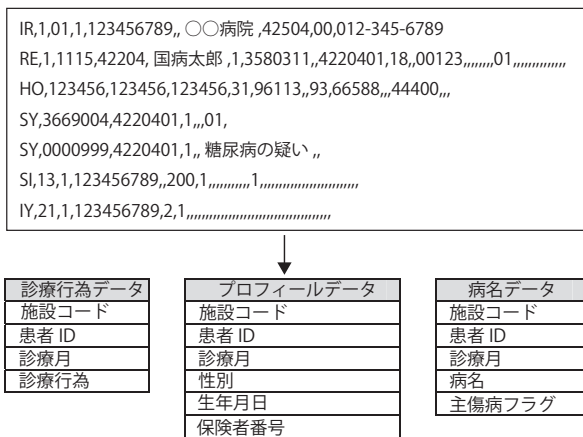 IR,1,01,1,123456789,, ○○病院 ,42504,00,012-345-6789
RE,1,1115,42204, 国病太郎 ,1,3580311,,4220401,18,,00123,,,,,,,,01,,,,,,,,,,,,,
HO,123456,123456,123456,31,96113,,93,66588,,,44400,,,
SY,3669004,4220401,1,,,01,
SY,0000999,4220401,1,, 糖尿病の疑い ,,
SI,13,1,123456789,,200,1,,,,,,,,,,,1,,,,,,,,,,,,,,,,,,,,,,,,,,
IY,21,1,123456789,2,1,,,,,,,,,,,,,,,,,,,,,,,,,,,,,,,,,,,,,
診療行為データ
施設コード
患者 ID
診療月
診療行為
プロフィールデータ
施設コード
患者 ID
診療月
性別
生年月日
保険者番号
病名データ
施設コード
患者 ID
診療月
病名
主傷病フラグ